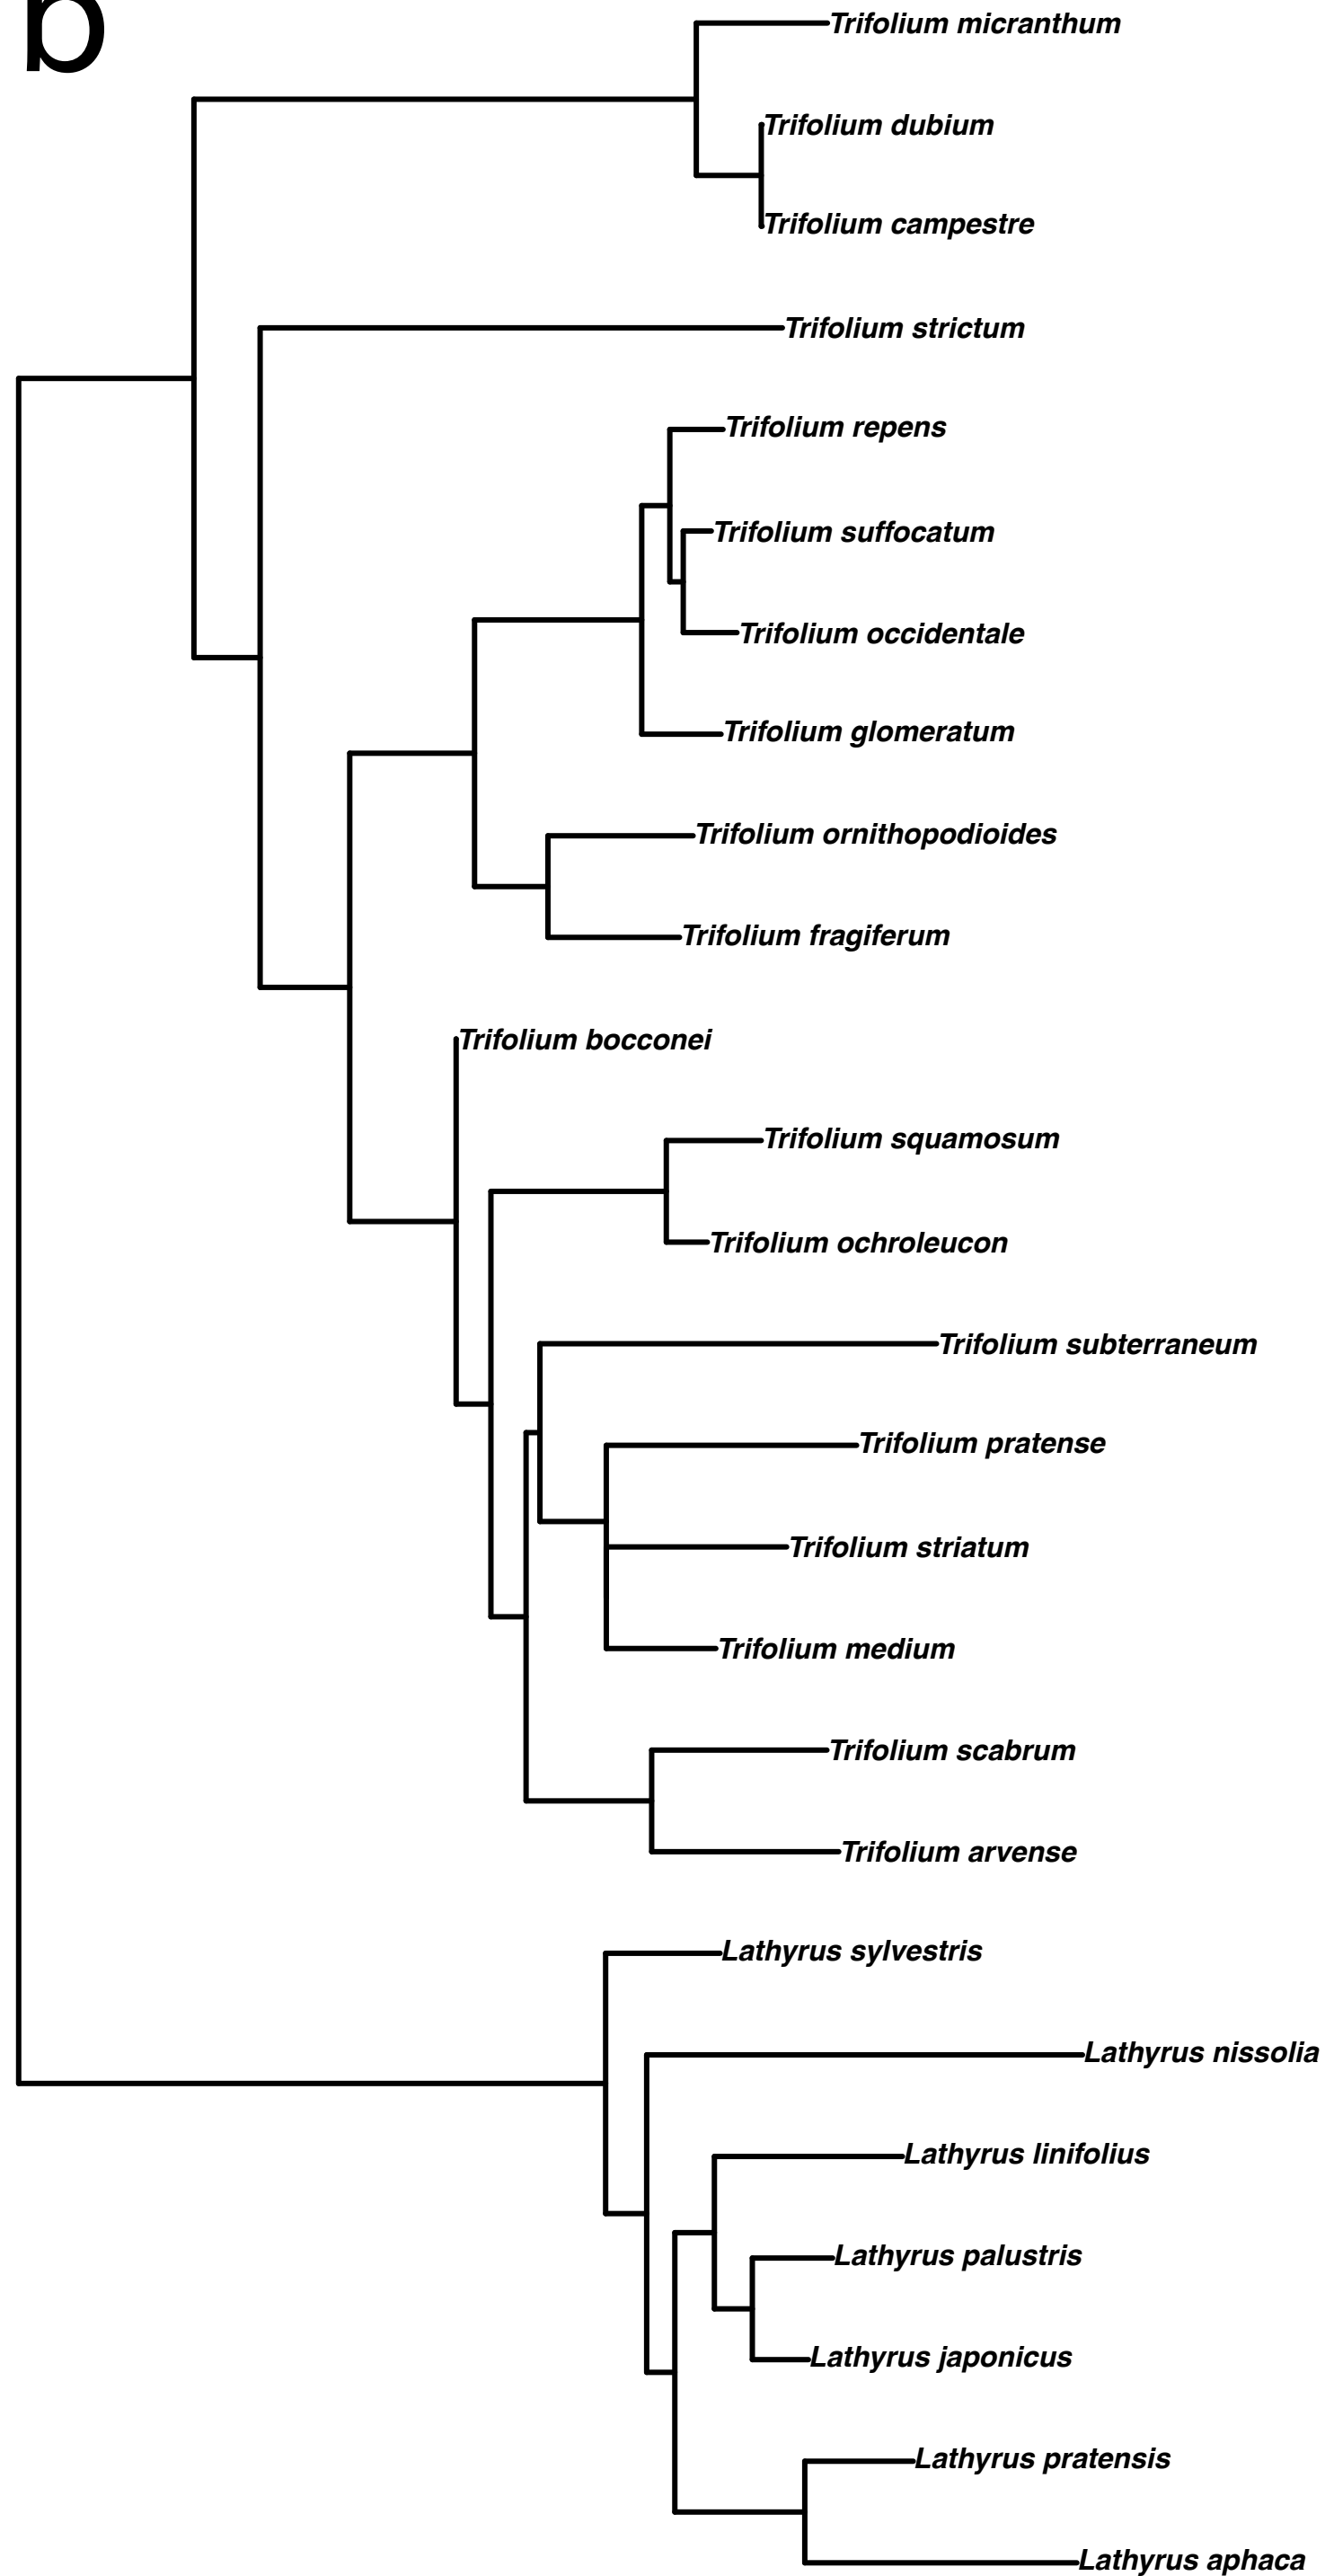 b
Trifolium micranthum
Trifolium dubium
Trifolium campestre
Trifolium strictum
Trifolium repens
Trifolium suffocatum
Trifolium occidentale
Trifolium glomeratum
Trifolium ornithopodioides
Trifolium fragiferum
Trifolium bocconei
Trifolium squamosum
Trifolium ochroleucon
Trifolium subterraneum
Trifolium pratense
Trifolium striatum
Trifolium medium
Trifolium scabrum
Trifolium arvense
Lathyrus sylvestris
Lathyrus nissolia
Lathyrus linifolius
Lathyrus palustris
Lathyrus japonicus
Lathyrus pratensis
Lathyrus aphaca